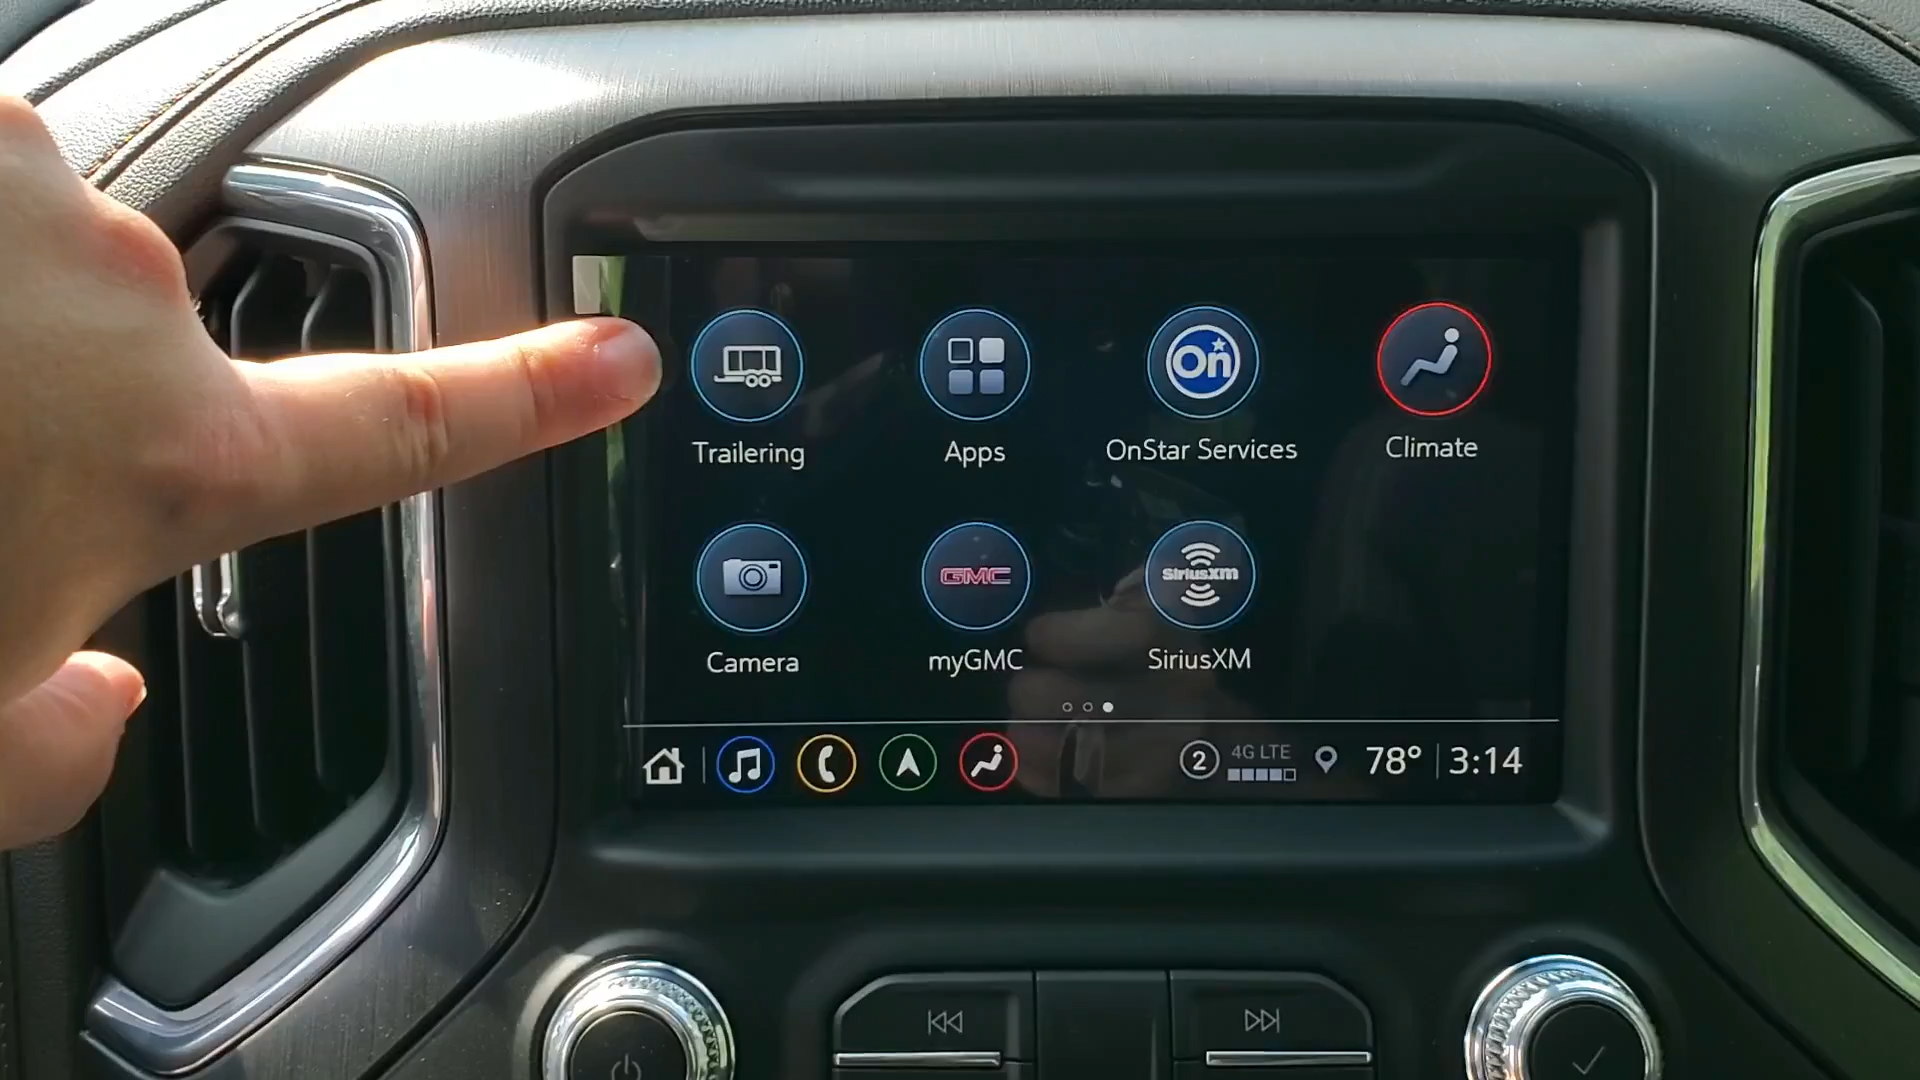 On
Trailering
Apps
OnStar Services
Climate
GMC
SiriusXM
Camera
myGMC
SiriusXM
2
4G LTE
78°
3:14